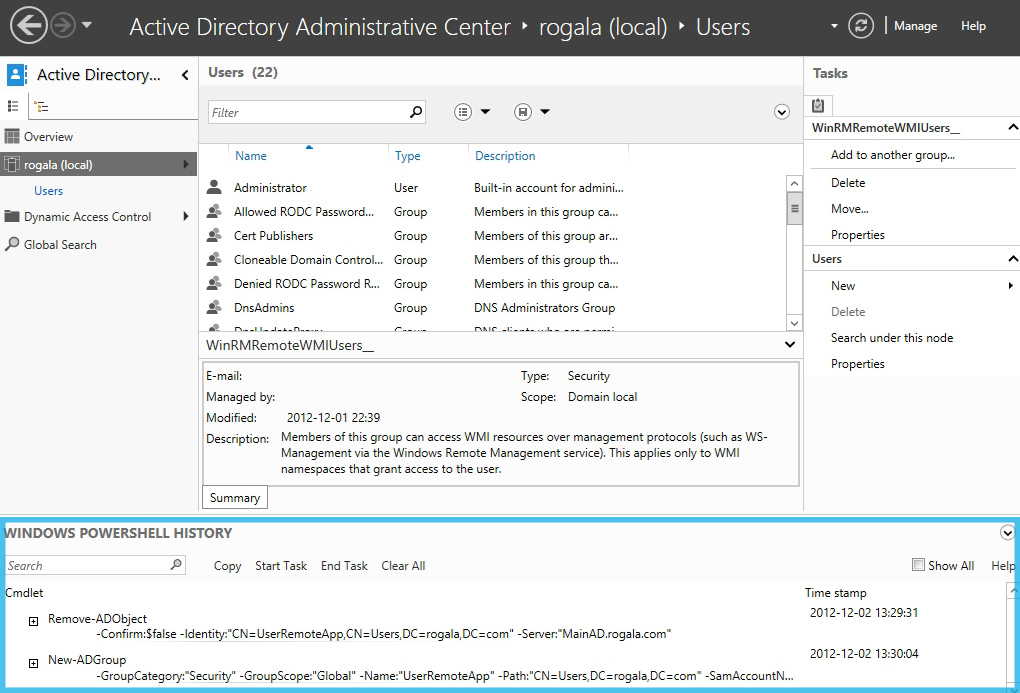 Active Directory Administrative Center ‣ rogala (local) ‣ Users
Manage
Help
Active Directory...
Overview
rogala (local)
Users
Dynamic Access Control
Global Search
Users (22)
Filter
Name
Type
Description
Administrator
User
Built-in account for admini...
Allowed RODC Password...
Group
Members in this group ca...
Cert Publishers
Group
Members of this group ar...
Cloneable Domain Control...
Group
Members of this group th...
Denied RODC Password R...
Group
Members in this group ca...
DnsAdmins
Group
DNS Administrators Group
DnsUpdateProxy
Group
DNS clients who are permi...
WinRMRemoteWMIUsers__
E-mail:
Type: Security
Managed by:
Scope: Domain local
Modified: 2012-12-01 22:39
Description: Members of this group can access WMI resources over management protocols (such as WS-
Management via the Windows Remote Management service). This applies only to WMI
namespaces that grant access to the user.
Summary
Tasks
WinRMRemoteWMIUsers__
Add to another group...
Delete
Move...
Properties
Users
New
Delete
Search under this node
Properties
WINDOWS POWERSHELL HISTORY
Search
Copy
Start Task
End Task
Clear All
Show All
Help
Cmdlet
Time stamp
Remove-ADObject
2012-12-02 13:29:31
-Confirm:$false -Identity:"CN=UserRemoteApp,CN=Users,DC=rogala,DC=com" -Server:"MainAD.rogala.com"
New-ADGroup
2012-12-02 13:30:04
-GroupCategory:"Security" -GroupScope:"Global" -Name:"UserRemoteApp" -Path:"CN=Users,DC=rogala,DC=com" -SamAccountN...